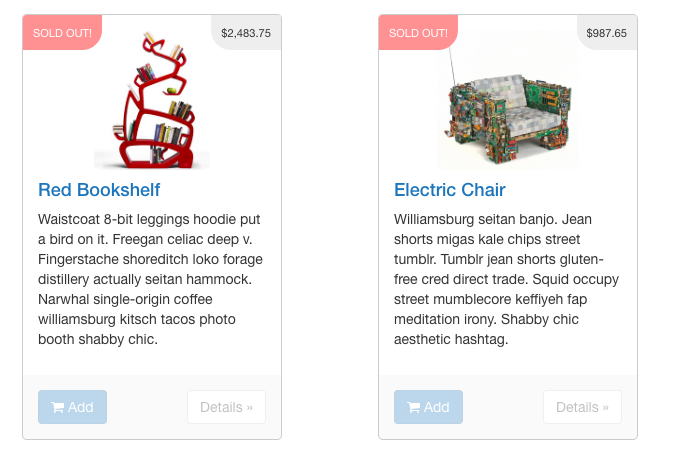 SOLD OUT!
$2,483.75
Red Bookshelf
Waistcoat 8-bit leggings hoodie put
a bird on it. Freegan celiac deep v.
Fingerstache shoreditch loko forage
distillery actually seitan hammock.
Narwhal single-origin coffee
williamsburg kitsch tacos photo
booth shabby chic.
Add
Details »
SOLD OUT!
$987.65
Electric Chair
Williamsburg seitan banjo. Jean
shorts migas kale chips street
tumblr. Tumblr jean shorts gluten-
free cred direct trade. Squid occupy
street mumblecore keffiyeh fap
meditation irony. Shabby chic
aesthetic hashtag.
Add
Details »